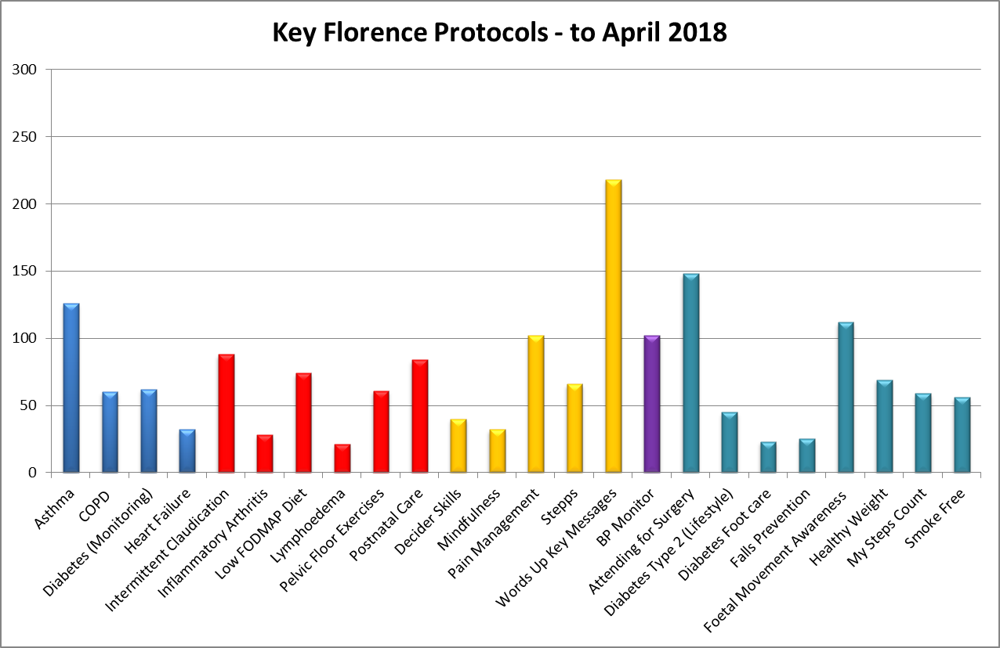 Key Florence Protocols - to April 2018
300
250
200
150
100
50
0
Asthma
COPD
Diabetes (Monitoring)
Heart Failure
Intermittent Claudication
Inflammatory Arthritis
Low FODMAP Diet
Lymphoedema
Pelvic Floor Exercises
Postnatal Care
Decider Skills
Mindfulness
Pain Management
Stepps
Words Up Key Messages
BP Monitor
Attending for Surgery
Diabetes Type 2 (Lifestyle)
Diabetes Foot care
Falls Prevention
Foetal Movement Awareness
Healthy Weight
My Steps Count
Smoke Free